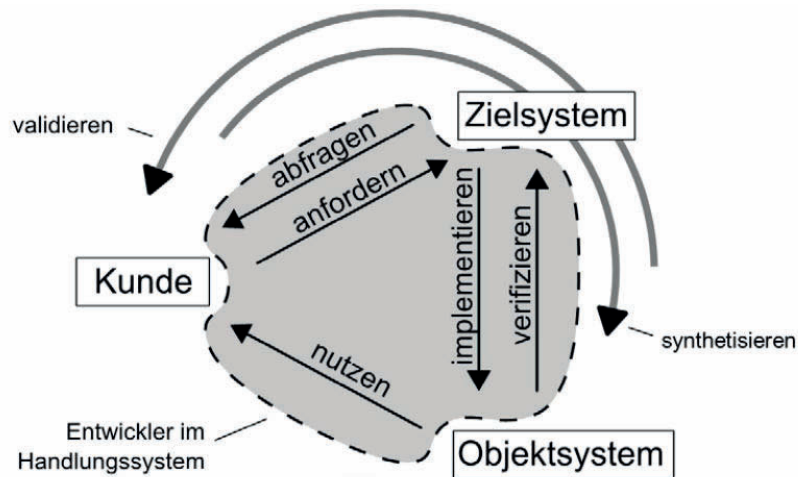 validieren
Zielsystem
abfragen
anfordern
implementieren
verifizieren
Kunde
nutzen
synthetisieren
Entwickler im
Handlungssystem
Objektsystem